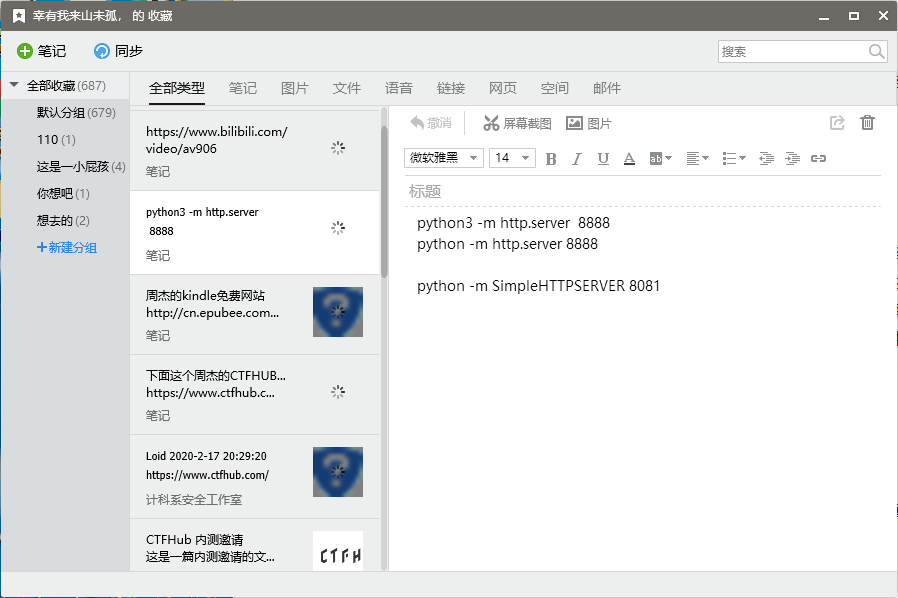 幸有我来山未孤， 的 收藏
笔记
同步
搜索
全部收藏 (687)
默认分组 (679)
110 (1)
这是一小屁孩 (4)
你想吧 (1)
想去的 (2)
+新建分组
全部类型 笔记 图片 文件 语音 链接 网页 空间 邮件
https://www.bilibili.com/
video/av906
笔记
python3 -m http.server
8888
笔记
周杰的kindle免费网站
http://cn.epubee.com...
笔记
下面这个周杰的CTFHUB...
https://www.ctfhub.c...
笔记
Loid 2020-2-17 20:29:20
https://www.ctfhub.com/
计科系安全工作室
CTFHub 内测邀请
这是一篇内测邀请的文...
CTFH
撤消 屏幕截图 图片
微软雅黑 14 B I U A ab
标题
python3 -m http.server  8888
python -m http.server 8888
python -m SimpleHTTPSERVER 8081